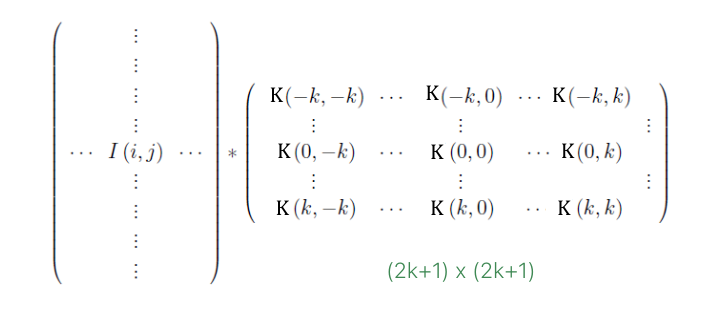 ⋮
⋮
⋮
⋮
⋯ I (i, j) ⋯
⋮
⋮
⋮
⋮
*
K(−k, −k) ⋯ K(−k, 0) ⋯ K(−k, k)
⋮ ⋮ ⋮
K (0, −k) ⋯ K (0, 0) ⋯ K(0, k)
⋮ ⋮ ⋮
K (k, −k) ⋯ K (k, 0) ·· K (k, k)
(2k+1) x (2k+1)